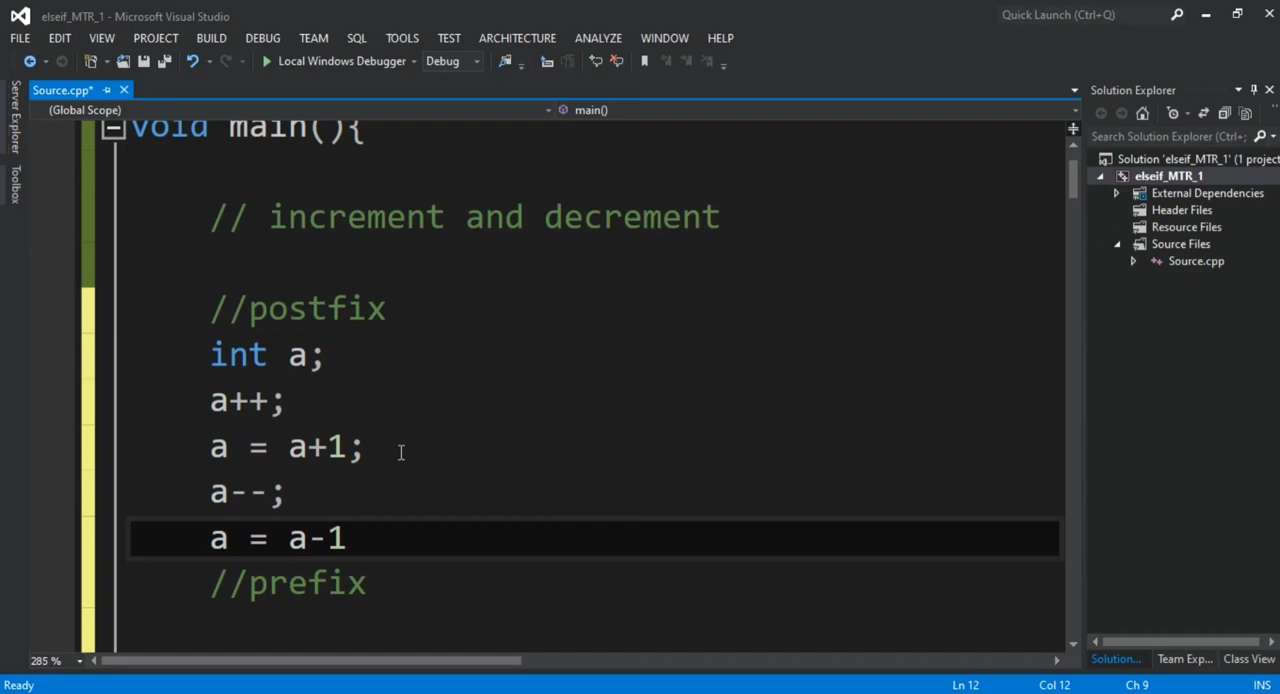 elseif_MTR_1 - Microsoft Visual Studio
Quick Launch (Ctrl+Q)
FILE EDIT VIEW PROJECT BUILD DEBUG TEAM SQL TOOLS TEST ARCHITECTURE ANALYZE WINDOW HELP
Local Windows Debugger Debug
Server Explorer
Toolbox
Source.cpp*
(Global Scope)
main()
void main(){
// increment and decrement
//postfix
int a;
a++;
a = a+1;
a--;
a = a-1
//prefix
285 %
Solution Explorer
Search Solution Explorer (Ctrl+;
Solution 'elseif_MTR_1' (1 project
elseif_MTR_1
External Dependencies
Header Files
Resource Files
Source Files
Source.cpp
Solution... Team Exp... Class View
Ready Ln 12 Col 12 Ch 9 INS